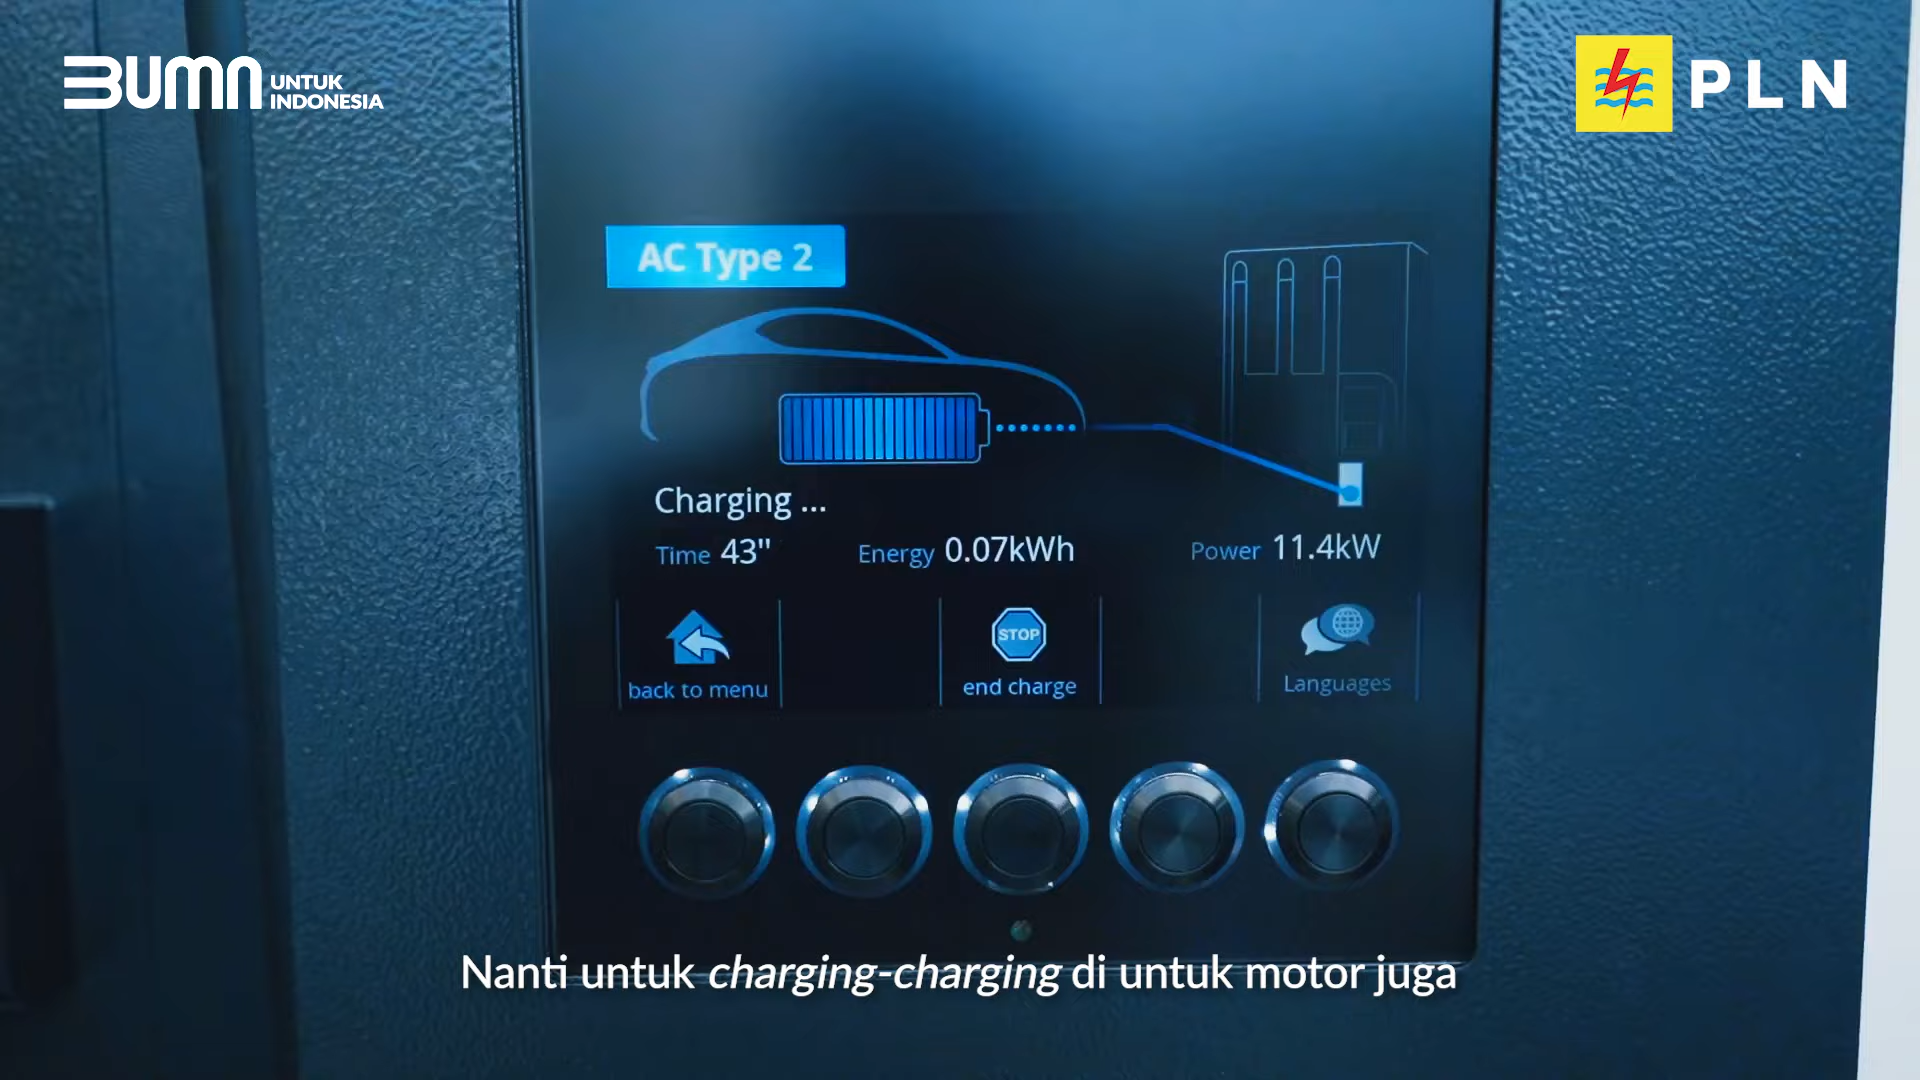 BUMN UNTUK
INDONESIA
PLN
AC Type 2
Charging ...
Time 43" Energy 0.07kWh Power 11.4kW
STOP
back to menu end charge Languages
Nanti untuk charging-charging di untuk motor juga